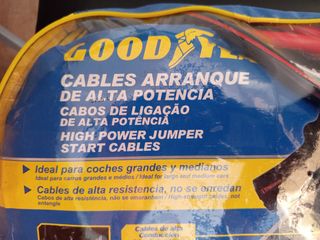 GOODYEAR
CABLES ARRANQUE
DE ALTA POTENCIA
CABOS DE LIGAÇÃO
DE ALTA POTÊNCIA
HIGH POWER JUMPER
START CABLES
Ideal para coches grandes y medianos
Ideal para carros grandes e médios / Ideal for large and medium cars
Cables de alta resistencia, no se enredan
Cabos de alta resistência, não se emaranham / High-strength cables, not
entangle
Cables de alta
Conducción